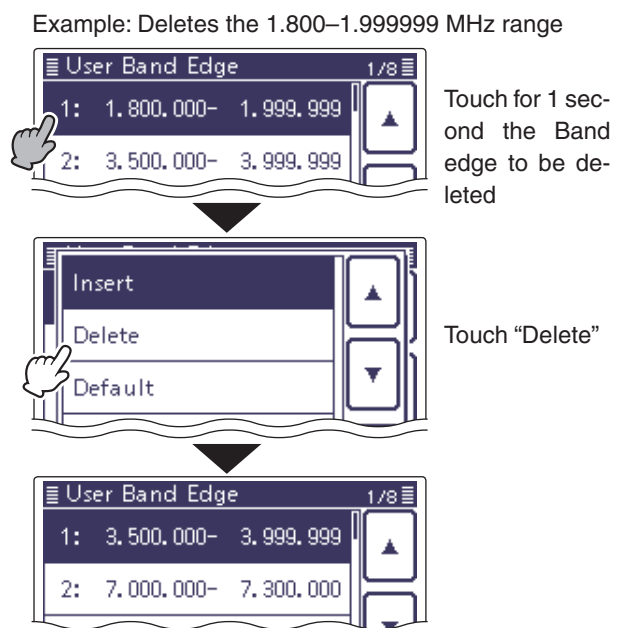 Example: Deletes the 1.800–1.999999 MHz range
User Band Edge 1/8
1: 1.800.000– 1.999.999
2: 3.500.000– 3.999.999
Touch for 1 sec-
ond the Band
edge to be de-
leted
Insert
Delete
Default
Touch “Delete”
User Band Edge 1/8
1: 3.500.000– 3.999.999
2: 7.000.000– 7.300.000